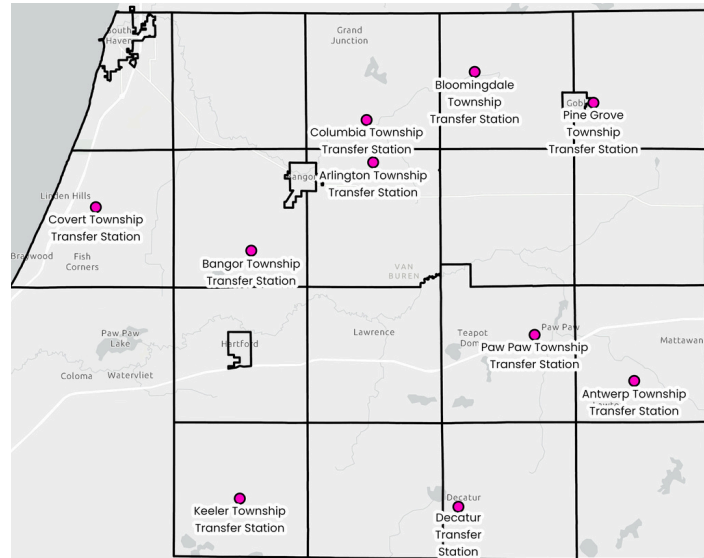 South
Haven
Grand
Junction
Bloomingdale
Township
Transfer Station
Gobl
Pine Grove
Township
Transfer Station
Columbia Township
Transfer Station
Bangor
Arlington Township
Transfer Station
Linden Hills
Covert Township
Transfer Station
Fish
Corners
Bangor Township
Transfer Station
VAN
BUREN
Paw Paw
Lake
Hartford
Lawrence
Teapot
Dom
Paw Paw
Paw Paw Township
Transfer Station
Mattawan
Coloma
Watervliet
Antwerp Township
Transfer Station
Keeler Township
Transfer Station
Decatur
Decatur
Transfer
Station